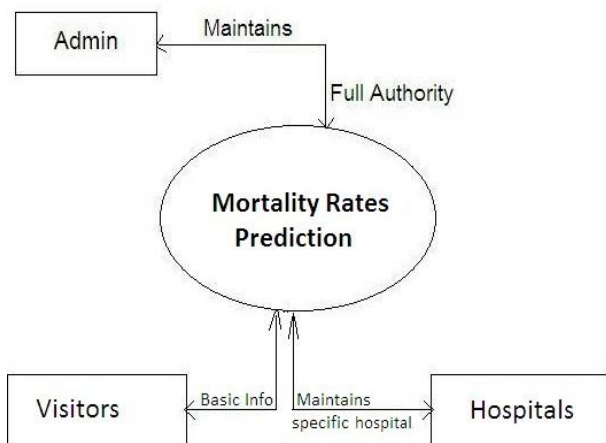 Admin
Maintains
Full Authority
Mortality Rates
Prediction
Visitors
Basic Info
Maintains
specific hospital
Hospitals